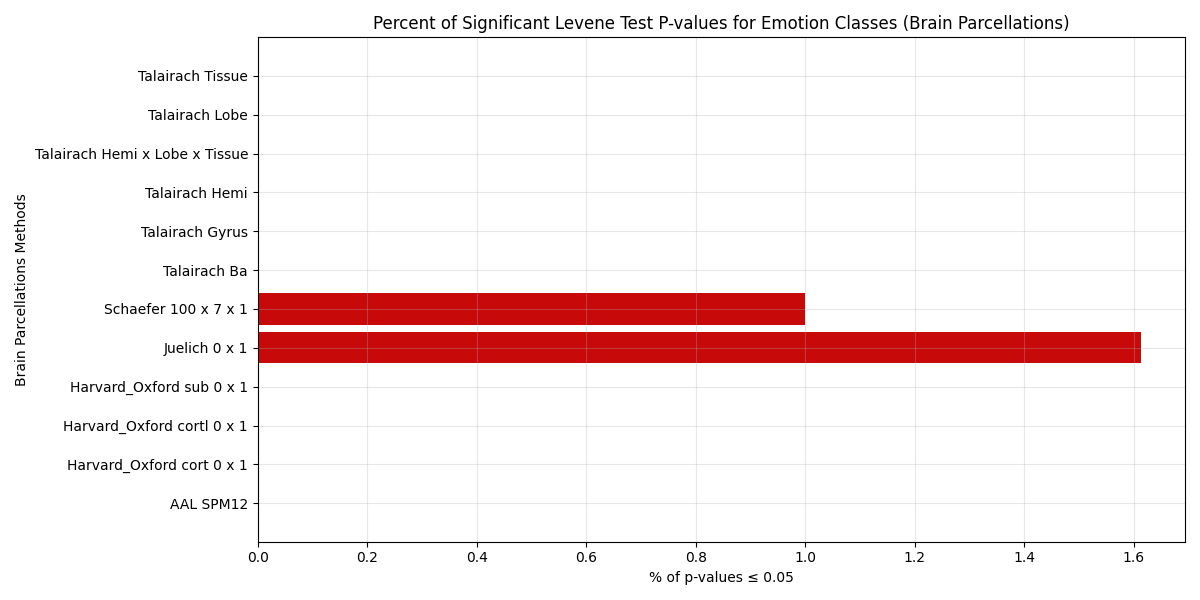 Percent of Significant Levene Test P-values for Emotion Classes (Brain Parcellations)
Brain Parcellations Methods
Talairach Tissue
Talairach Lobe
Talairach Hemi x Lobe x Tissue
Talairach Hemi
Talairach Gyrus
Talairach Ba
Schaefer 100 x 7 x 1
Juelich 0 x 1
Harvard_Oxford sub 0 x 1
Harvard_Oxford cortl 0 x 1
Harvard_Oxford cort 0 x 1
AAL SPM12
0.0 0.2 0.4 0.6 0.8 1.0 1.2 1.4 1.6
% of p-values ≤ 0.05